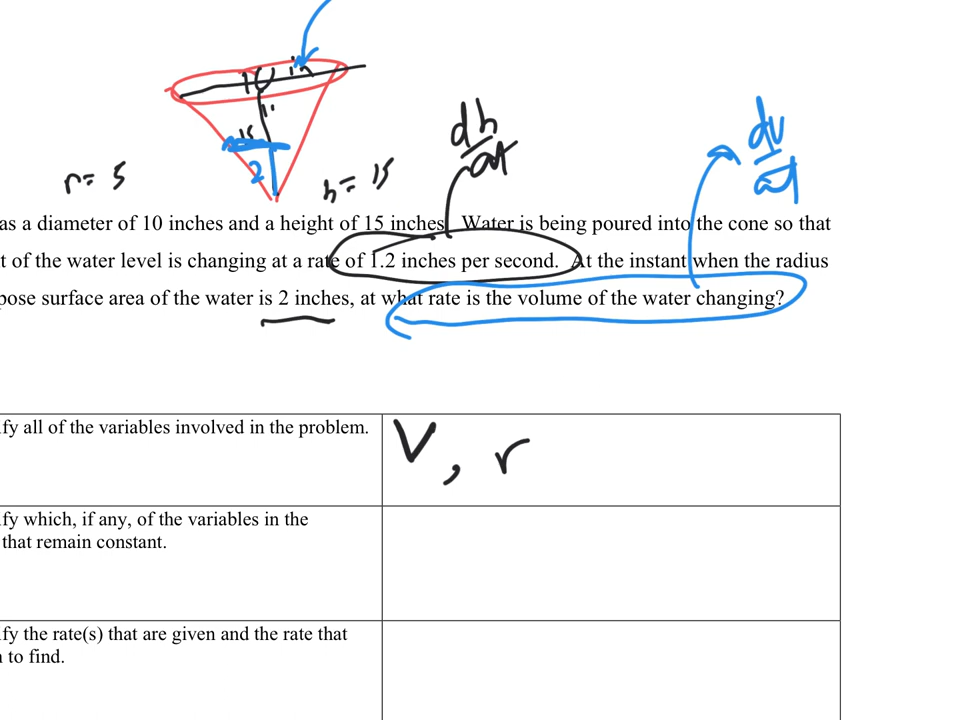 10 in
15
2
r= 5
h= 15
dh/dt
dv/dt
as a diameter of 10 inches and a height of 15 inches. Water is being poured into the cone so that
t of the water level is changing at a rate of 1.2 inches per second. At the instant when the radius
pose surface area of the water is 2 inches, at what rate is the volume of the water changing?
fy all of the variables involved in the problem.
V, r
fy which, if any, of the variables in the
that remain constant.
fy the rate(s) that are given and the rate that
to find.